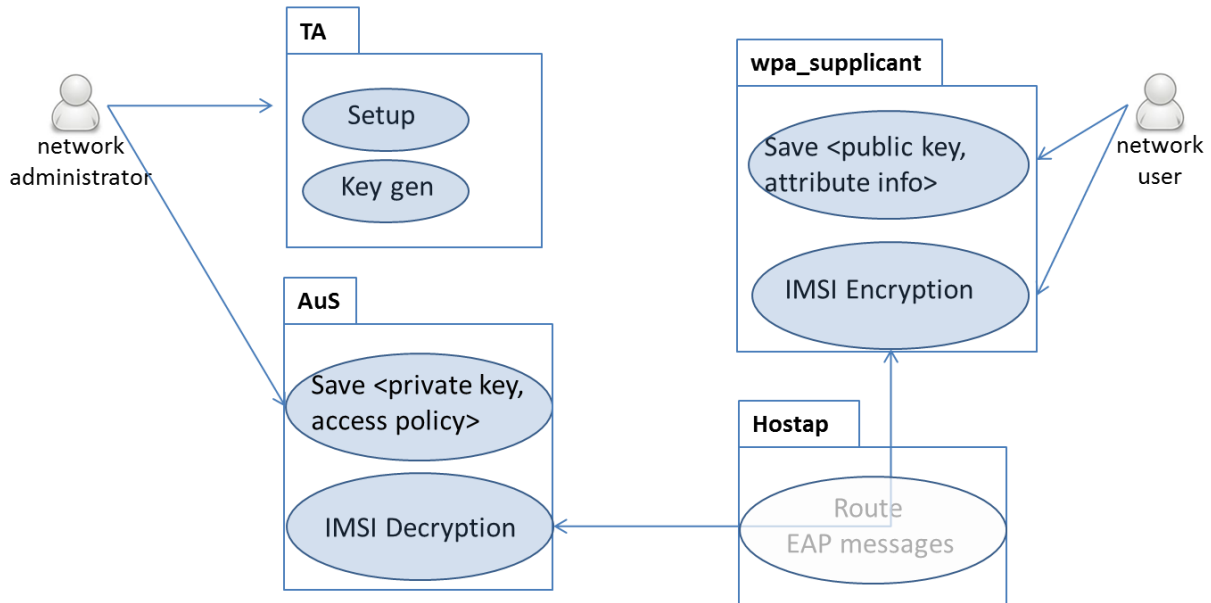 TA
Setup
Key gen
network
administrator
AuS
Save <private key,
access policy>
IMSI Decryption
wpa_supplicant
Save <public key,
attribute info>
IMSI Encryption
network
user
Hostap
Route
EAP messages